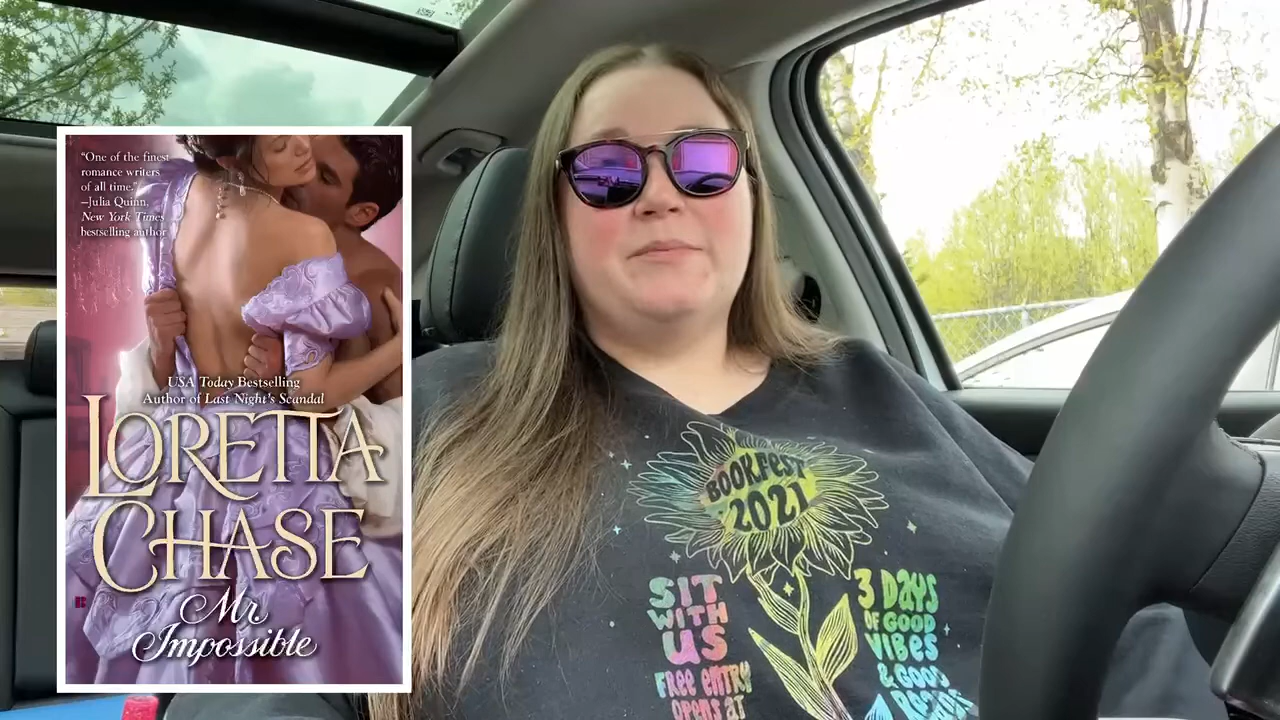 “One of the finest
romance writers
of all time.”
—Julia Quinn,
New York Times
bestselling author
USA Today Bestselling
Author of Last Night's Scandal
LORETTA
CHASE
Mr.
Impossible
BOOKFEST
2021
SIT
WITH
US
FREE ENTRY
OPENS AT
3 DAYS
OF GOOD
VIBES
& GOOD